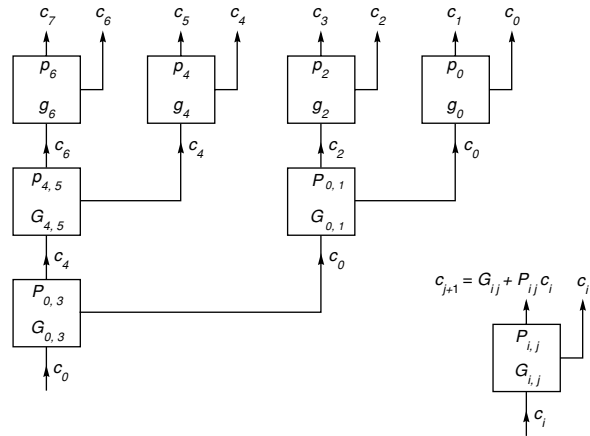 c₇ c₆ c₅ c₄ c₃ c₂ c₁ c₀
p₆ p₄ p₂ p₀
g₆ g₄ g₂ g₀
c₆ c₄ c₂ c₀
p₄, ₅ P₀, ₁
G₄, ₅ G₀, ₁
c₄ c₀
P₀, ₃
G₀, ₃
c₀
cⱼ₊₁ = Gᵢ ⱼ + Pᵢ ⱼ cᵢ cᵢ
Pᵢ, ⱼ
Gᵢ, ⱼ
cᵢ